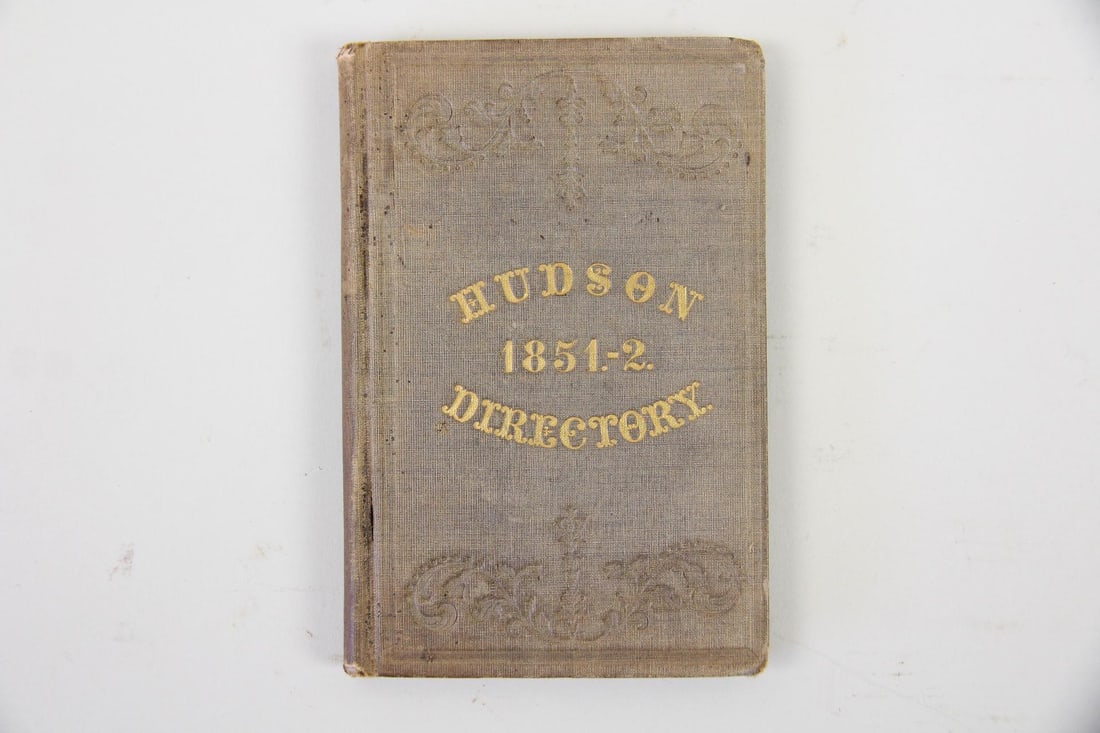 HUDSON
1851.-2.
DIRECTORY.